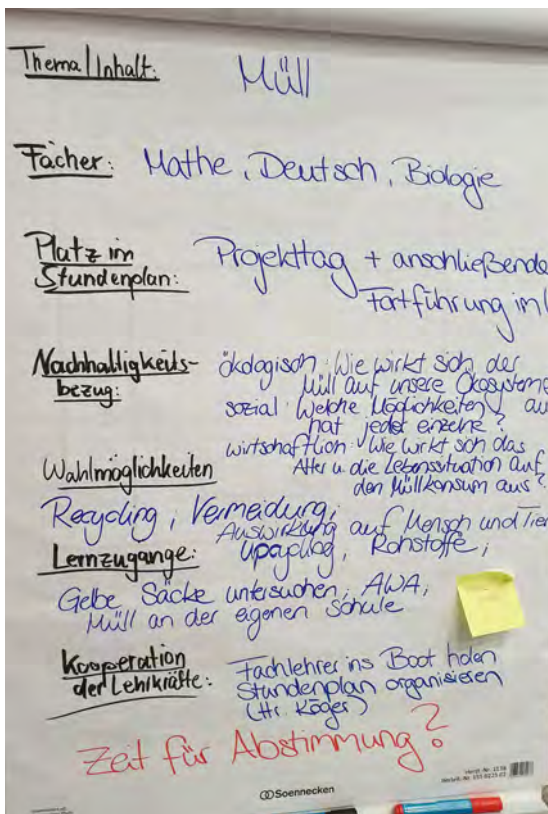 Thema/Inhalt: Müll
Fächer: Mathe, Deutsch, Biologie
Platz im Stundenplan: Projekttag + anschließende
Fortführung im
Nachhaltigkeits-
bezug:
ökologisch: Wie wirkt sich der
Müll auf unsere Ökosysteme
aus
sozial: Welche Möglichkeiten
hat jeder einzelne?
wirtschaftlich: Wie wirkt sich das
Alter u. die Lebenssituation auf
den Müllkonsum aus?
Wahlmöglichkeiten
Recycling, Vermeidung,
Auswirkung auf Mensch und Tier
Upcycling, Rohstoffe,
Lernzugänge:
Gelbe Säcke untersuchen, AWA,
Müll an der eigenen Schule
Kooperation
der Lehrkräfte:
Fachlehrer ins Boot holen
Stundenplan organisieren
(Hr. Köger)
Zeit für Abstimmung?
Soennecken